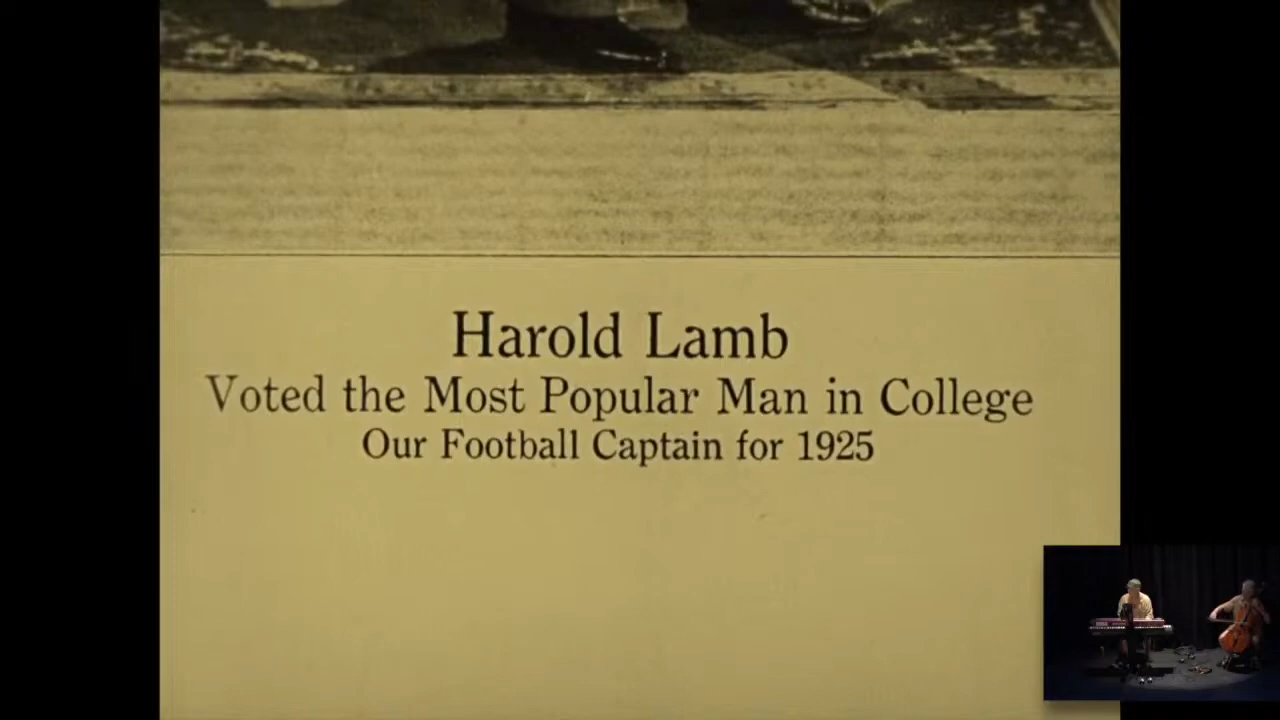 Harold Lamb
Voted the Most Popular Man in College
Our Football Captain for 1925